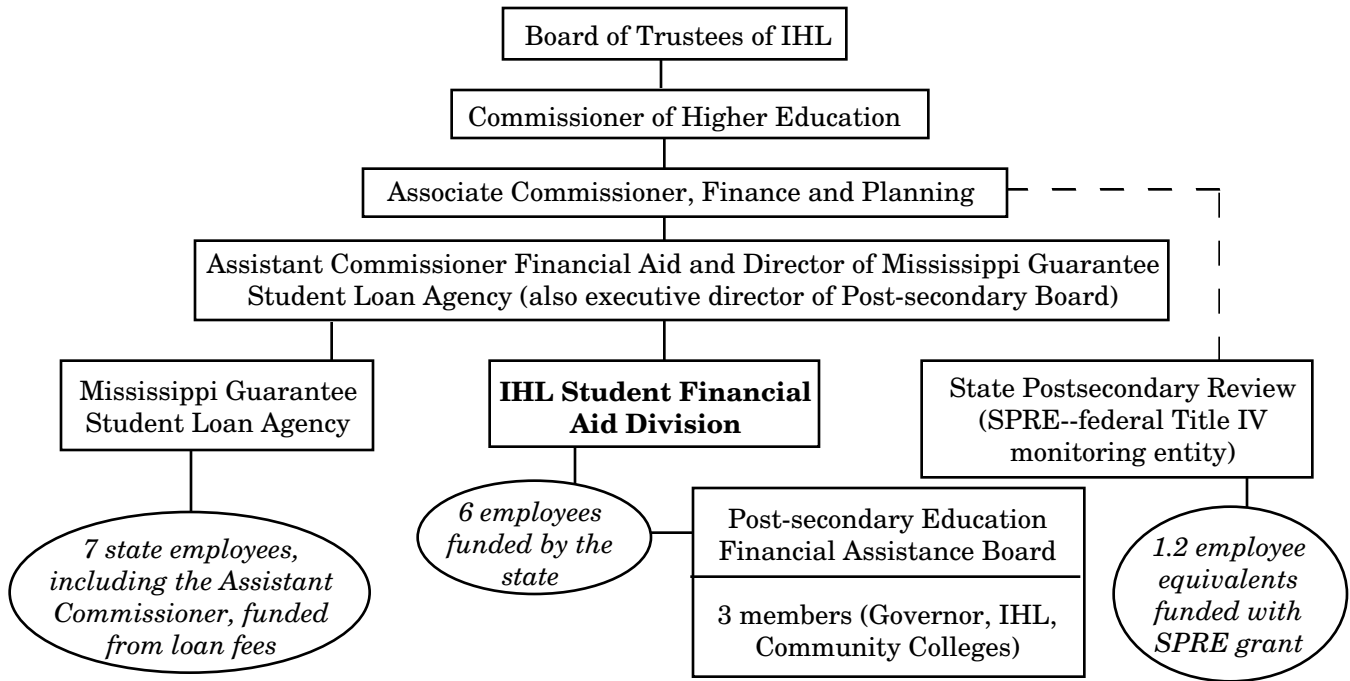 Board of Trustees of IHL
Commissioner of Higher Education
Associate Commissioner, Finance and Planning
Assistant Commissioner Financial Aid and Director of Mississippi Guarantee
Student Loan Agency (also executive director of Post-secondary Board)
Mississippi Guarantee
Student Loan Agency
IHL Student Financial
Aid Division
State Postsecondary Review
(SPRE--federal Title IV
monitoring entity)
7 state employees,
including the Assistant
Commissioner, funded
from loan fees
6 employees
funded by the
state
Post-secondary Education
Financial Assistance Board
3 members (Governor, IHL,
Community Colleges)
1.2 employee
equivalents
funded with
SPRE grant